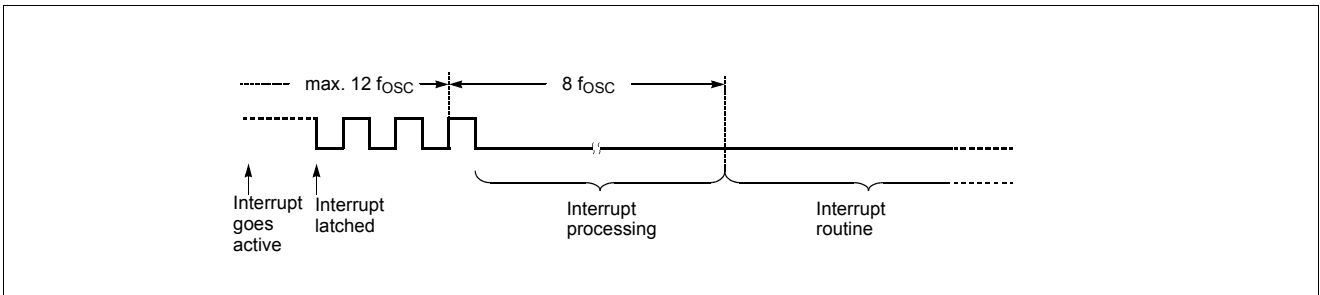 max. 12 fOSC
8 fOSC
Interrupt
goes
active
Interrupt
latched
Interrupt
processing
Interrupt
routine